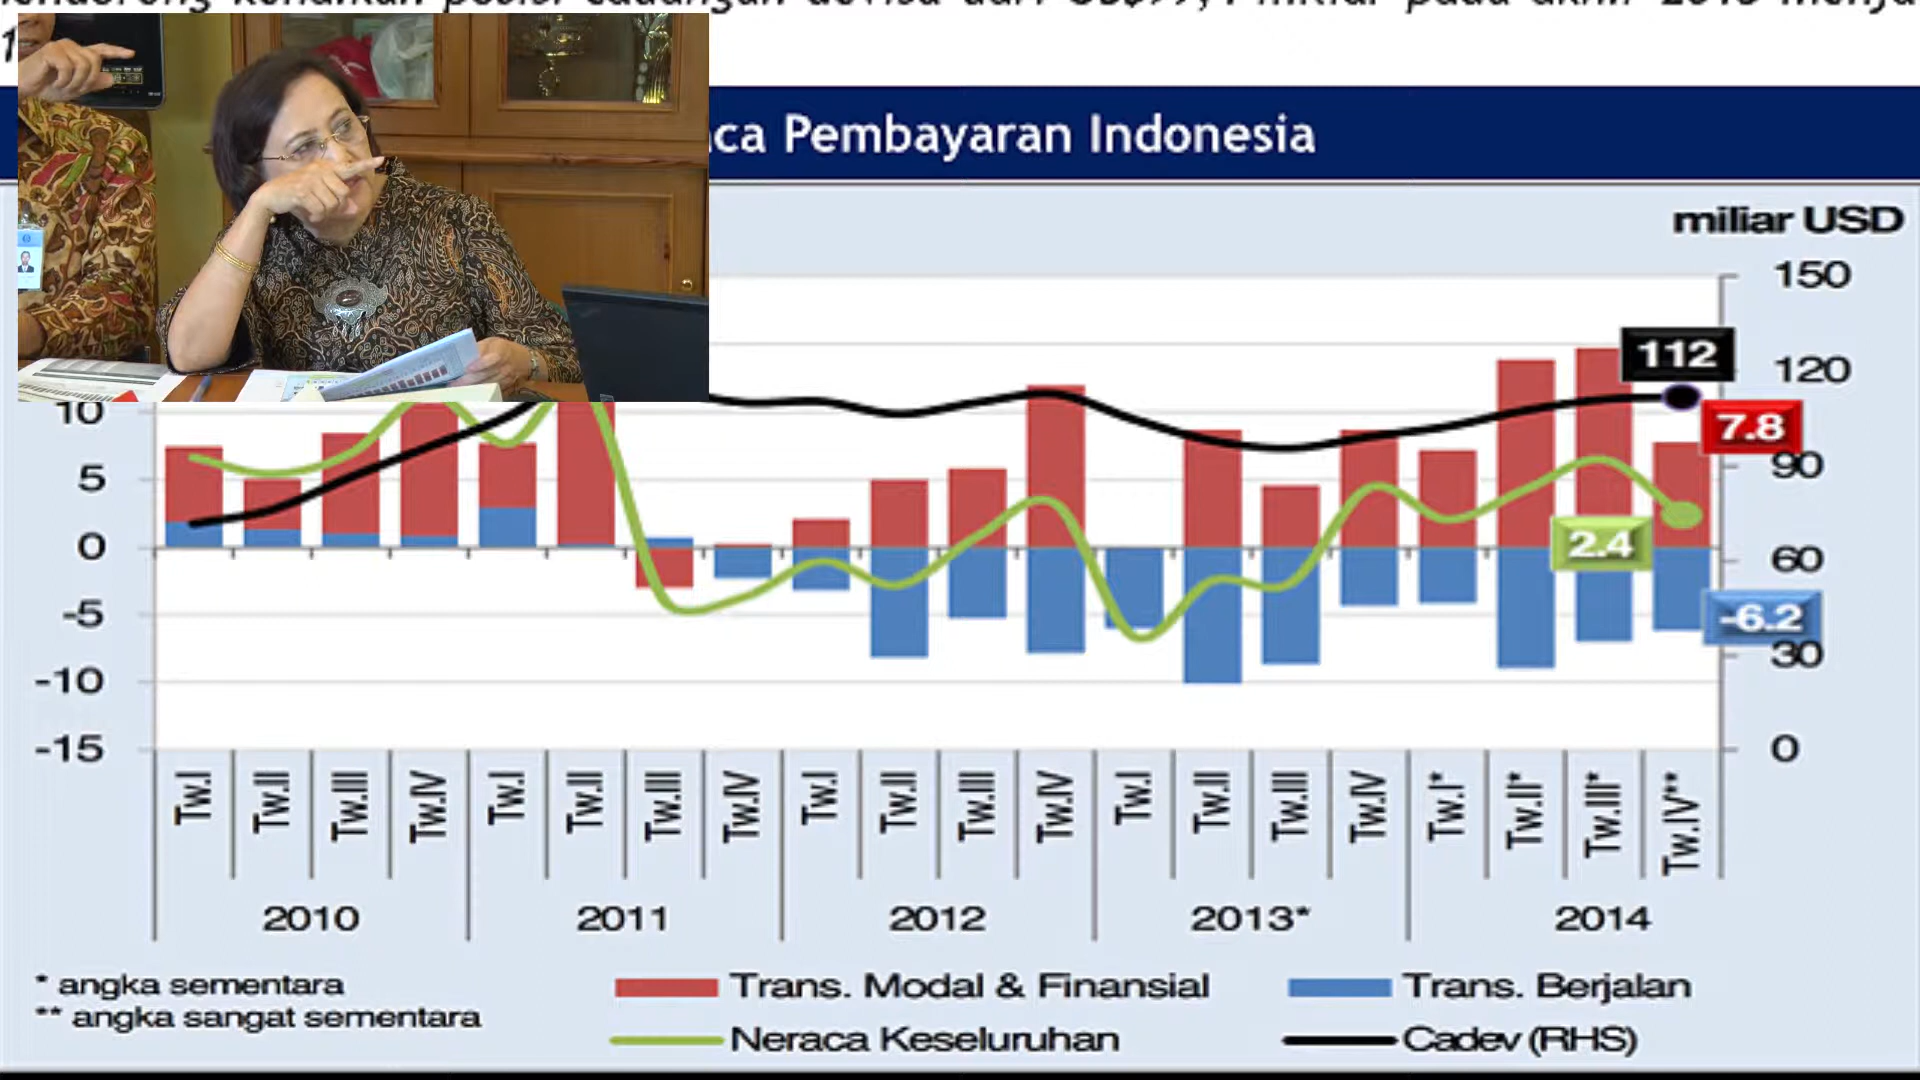 pada akhir
aca Pembayaran Indonesia
miliar USD
150
120
90
60
30
0
10
5
0
-5
-10
-15
112
7.8
2.4
-6.2
Tw.I Tw.II Tw.III Tw.IV Tw.I Tw.II Tw.III Tw.IV Tw.I Tw.II Tw.III Tw.IV Tw.I Tw.II Tw.III Tw.IV Tw.I* Tw.II* Tw.III* Tw.IV**
2010 2011 2012 2013* 2014
* angka sementara
** angka sangat sementara
Trans. Modal & Finansial Trans. Berjalan
Neraca Keseluruhan Cadev (RHS)